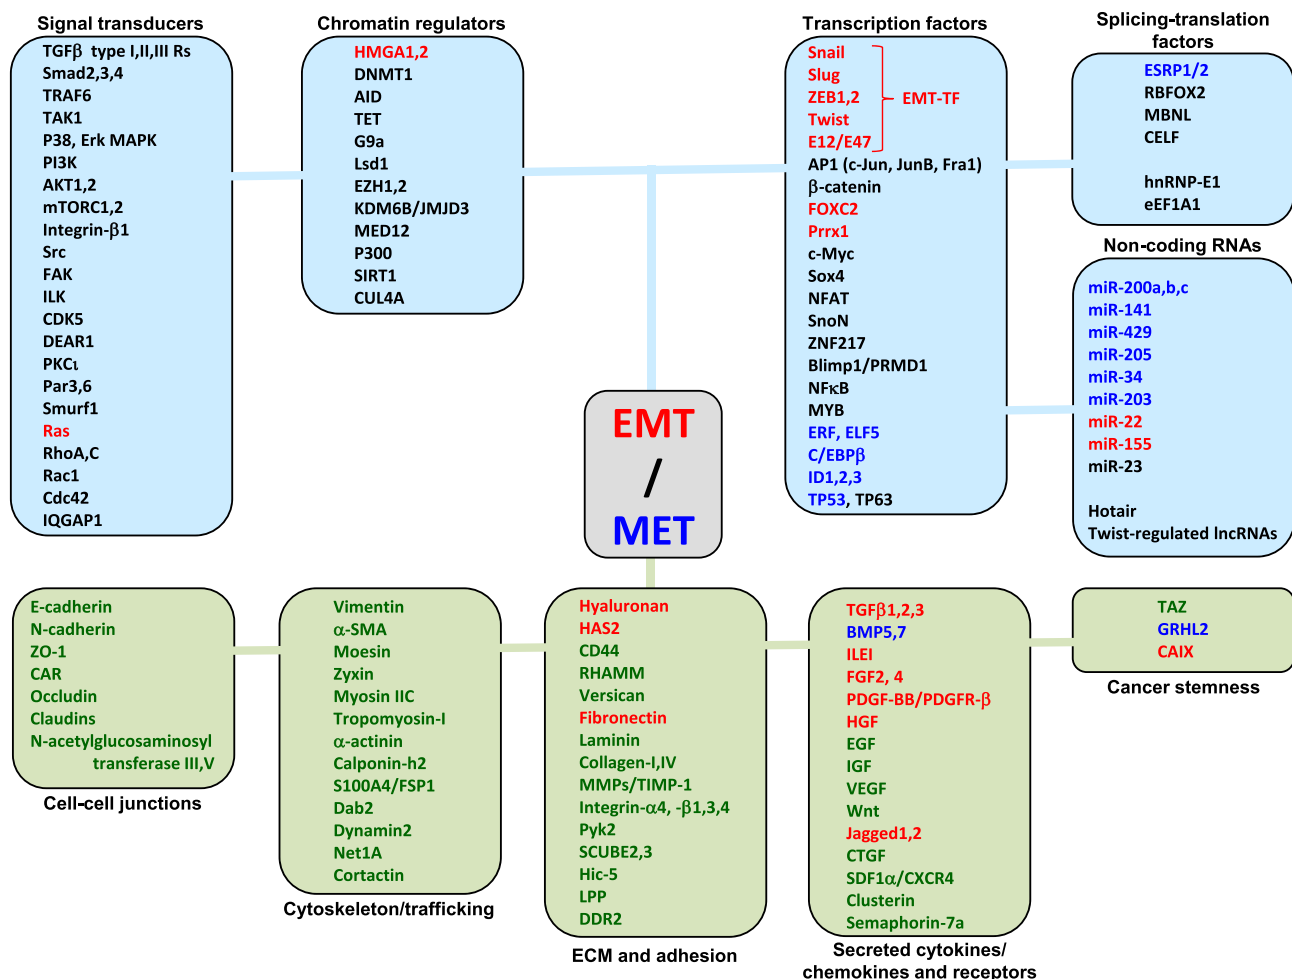 Signal transducers
TGFβ type I,II,III Rs
Smad2,3,4
TRAF6
TAK1
P38, Erk MAPK
PI3K
AKT1,2
mTORC1,2
Integrin-β1
Src
FAK
ILK
CDK5
DEAR1
PKCι
Par3,6
Smurf1
Ras
RhoA,C
Rac1
Cdc42
IQGAP1
Chromatin regulators
HMGA1,2
DNMT1
AID
TET
G9a
Lsd1
EZH1,2
KDM6B/JMJD3
MED12
P300
SIRT1
CUL4A
Transcription factors
Snail
Slug
ZEB1,2
EMT-TF
Twist
E12/E47
AP1 (c-Jun, JunB, Fra1)
β-catenin
FOXC2
Prrx1
c-Myc
Sox4
NFAT
SnoN
ZNF217
Blimp1/PRMD1
NFκB
MYB
ERF, ELF5
C/EBPβ
ID1,2,3
TP53, TP63
Splicing-translation
factors
ESRP1/2
RBFOX2
MBNL
CELF
hnRNP-E1
eEF1A1
Non-coding RNAs
miR-200a,b,c
miR-141
miR-429
miR-205
miR-34
miR-203
miR-22
miR-155
miR-23
Hotair
Twist-regulated lncRNAs
EMT
/
MET
E-cadherin
N-cadherin
ZO-1
CAR
Occludin
Claudins
N-acetylglucosaminosyl
transferase III,V
Cell-cell junctions
Vimentin
α-SMA
Moesin
Zyxin
Myosin IIC
Tropomyosin-I
α-actinin
Calponin-h2
S100A4/FSP1
Dab2
Dynamin2
Net1A
Cortactin
Cytoskeleton/trafficking
Hyaluronan
HAS2
CD44
RHAMM
Versican
Fibronectin
Laminin
Collagen-I,IV
MMPs/TIMP-1
Integrin-α4, -β1,3,4
Pyk2
SCUBE2,3
Hic-5
LPP
DDR2
ECM and adhesion
TGFβ1,2,3
BMP5,7
ILEI
FGF2, 4
PDGF-BB/PDGFR-β
HGF
EGF
IGF
VEGF
Wnt
Jagged1,2
CTGF
SDF1α/CXCR4
Clusterin
Semaphorin-7a
Secreted cytokines/
chemokines and receptors
TAZ
GRHL2
CAIX
Cancer stemness